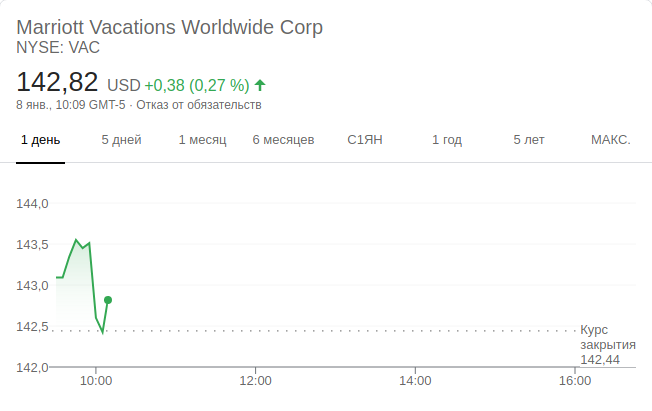 Marriott Vacations Worldwide Corp
NYSE: VAC
142,82 USD +0,38 (0,27 %)
8 янв., 10:09 GMT-5 · Отказ от обязательств
1 день 5 дней 1 месяц 6 месяцев С1ЯН 1 год 5 лет МАКС.
144,0
143,5
143,0
142,5
142,0
Курс
закрытия
142,44
10:00 12:00 14:00 16:00